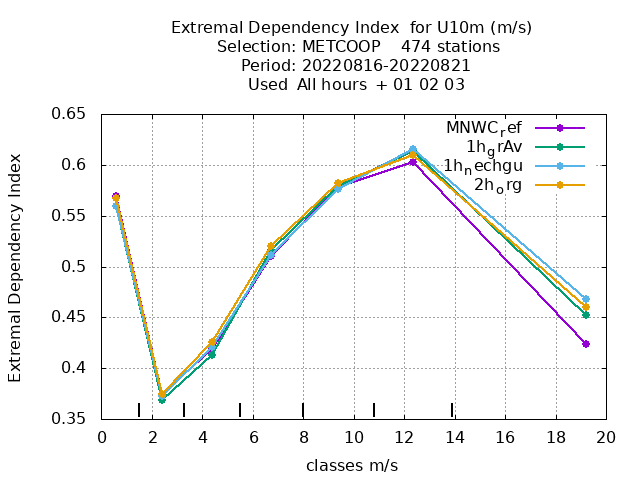 Extremal Dependency Index  for U10m (m/s)
Selection: METCOOP    474 stations
Period: 20220816-20220821
Used  All hours  + 01 02 03
0.65
MNWC_ref
1h_grAv
0.6
1h_nechgu
2h_org
0.55
0.5
0.45
0.4
0.35
Extremal Dependency Index
0 2 4 6 8 10 12 14 16 18 20
classes m/s